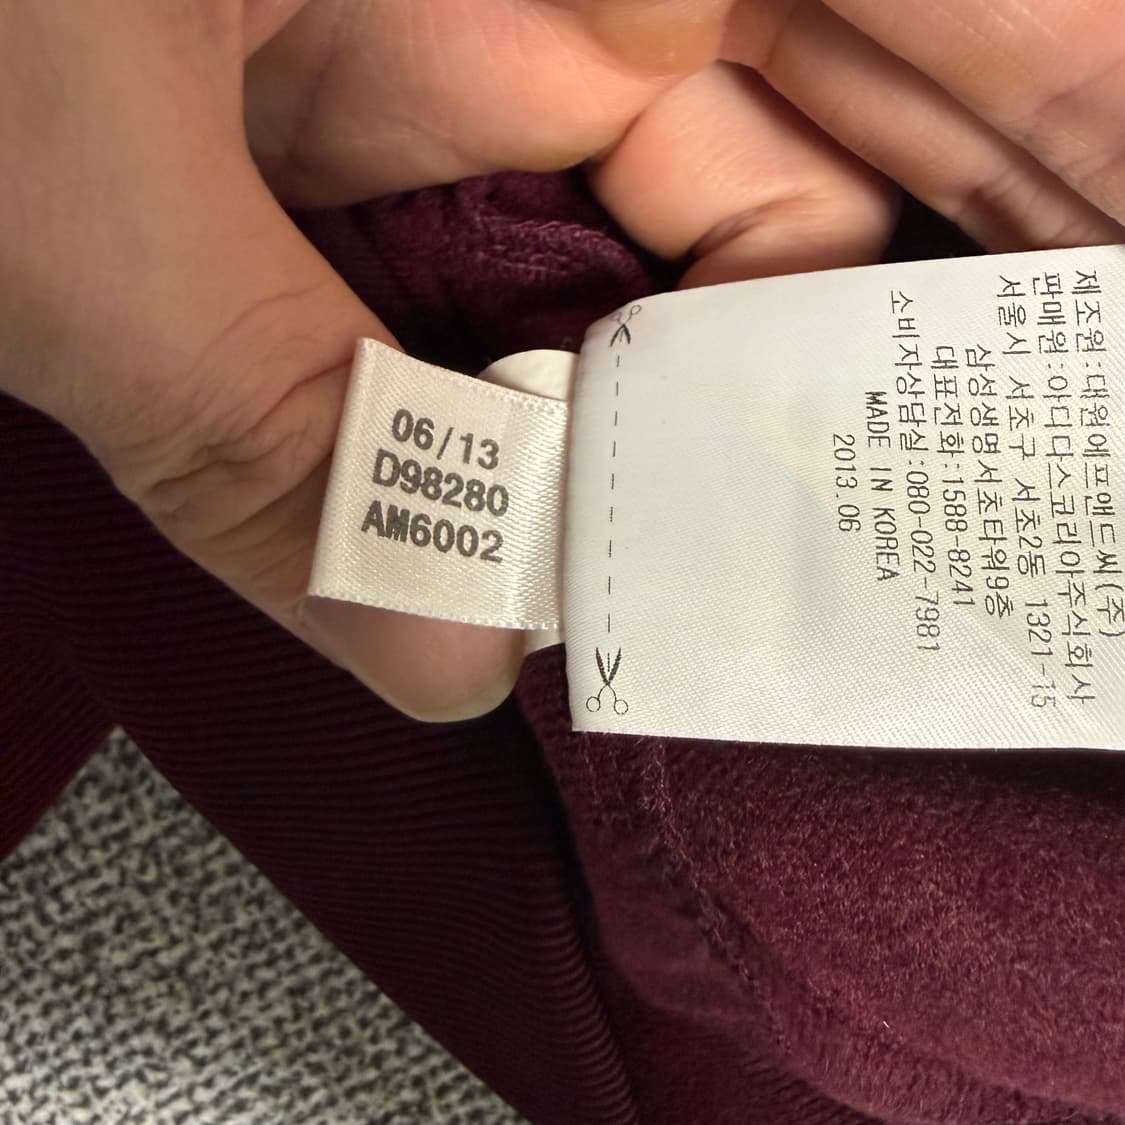 06/13
D98280
AM6002
제조원:대원에프앤드씨(주)
판매원:아디다스코리아주식회사
서울시 서초구 서초2동 1321-15
삼성생명서초타워9층
대표전화:1588-8241
소비자상담실:080-022-7981
MADE IN KOREA
2013.06